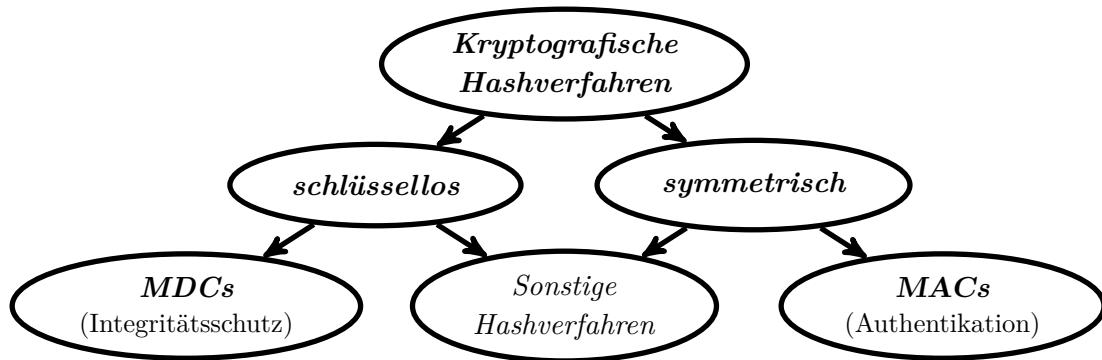 Kryptografische
Hashverfahren
schlüssellos
symmetrisch
MDCs
(Integritätsschutz)
Sonstige
Hashverfahren
MACs
(Authentikation)